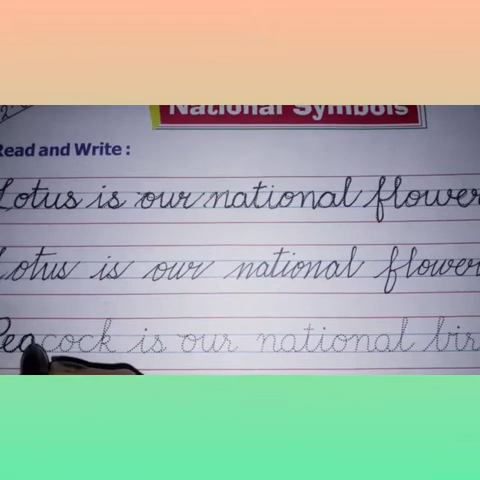 National Symbols
Read and Write :
Lotus is our national flower
Lotus is our national flower
Peacock is our national bir